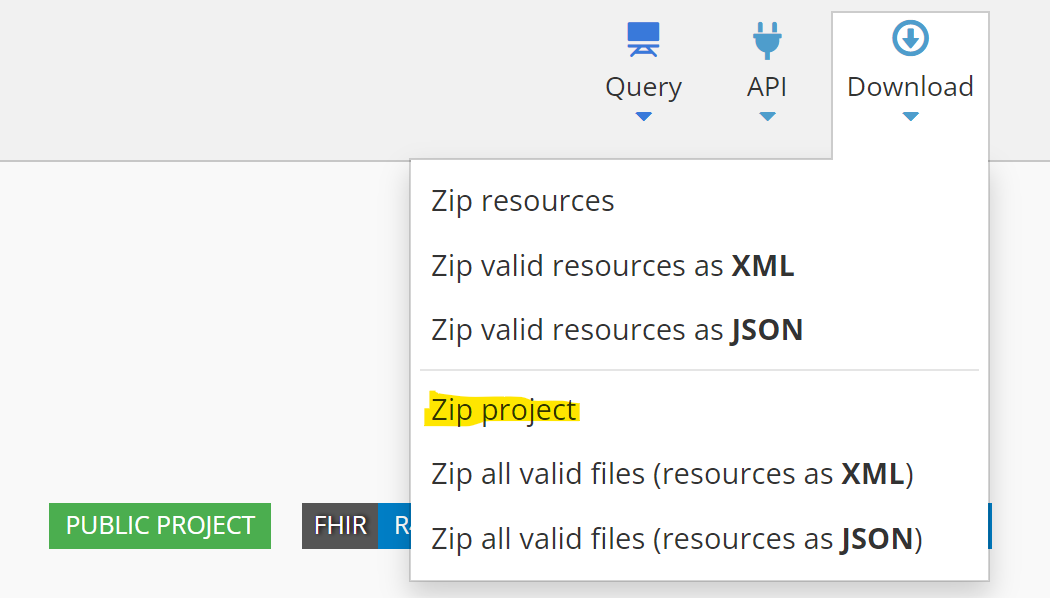 Query
API
Download
Zip resources
Zip valid resources as XML
Zip valid resources as JSON
Zip project
Zip all valid files (resources as XML)
Zip all valid files (resources as JSON)
PUBLIC PROJECT
FHIR